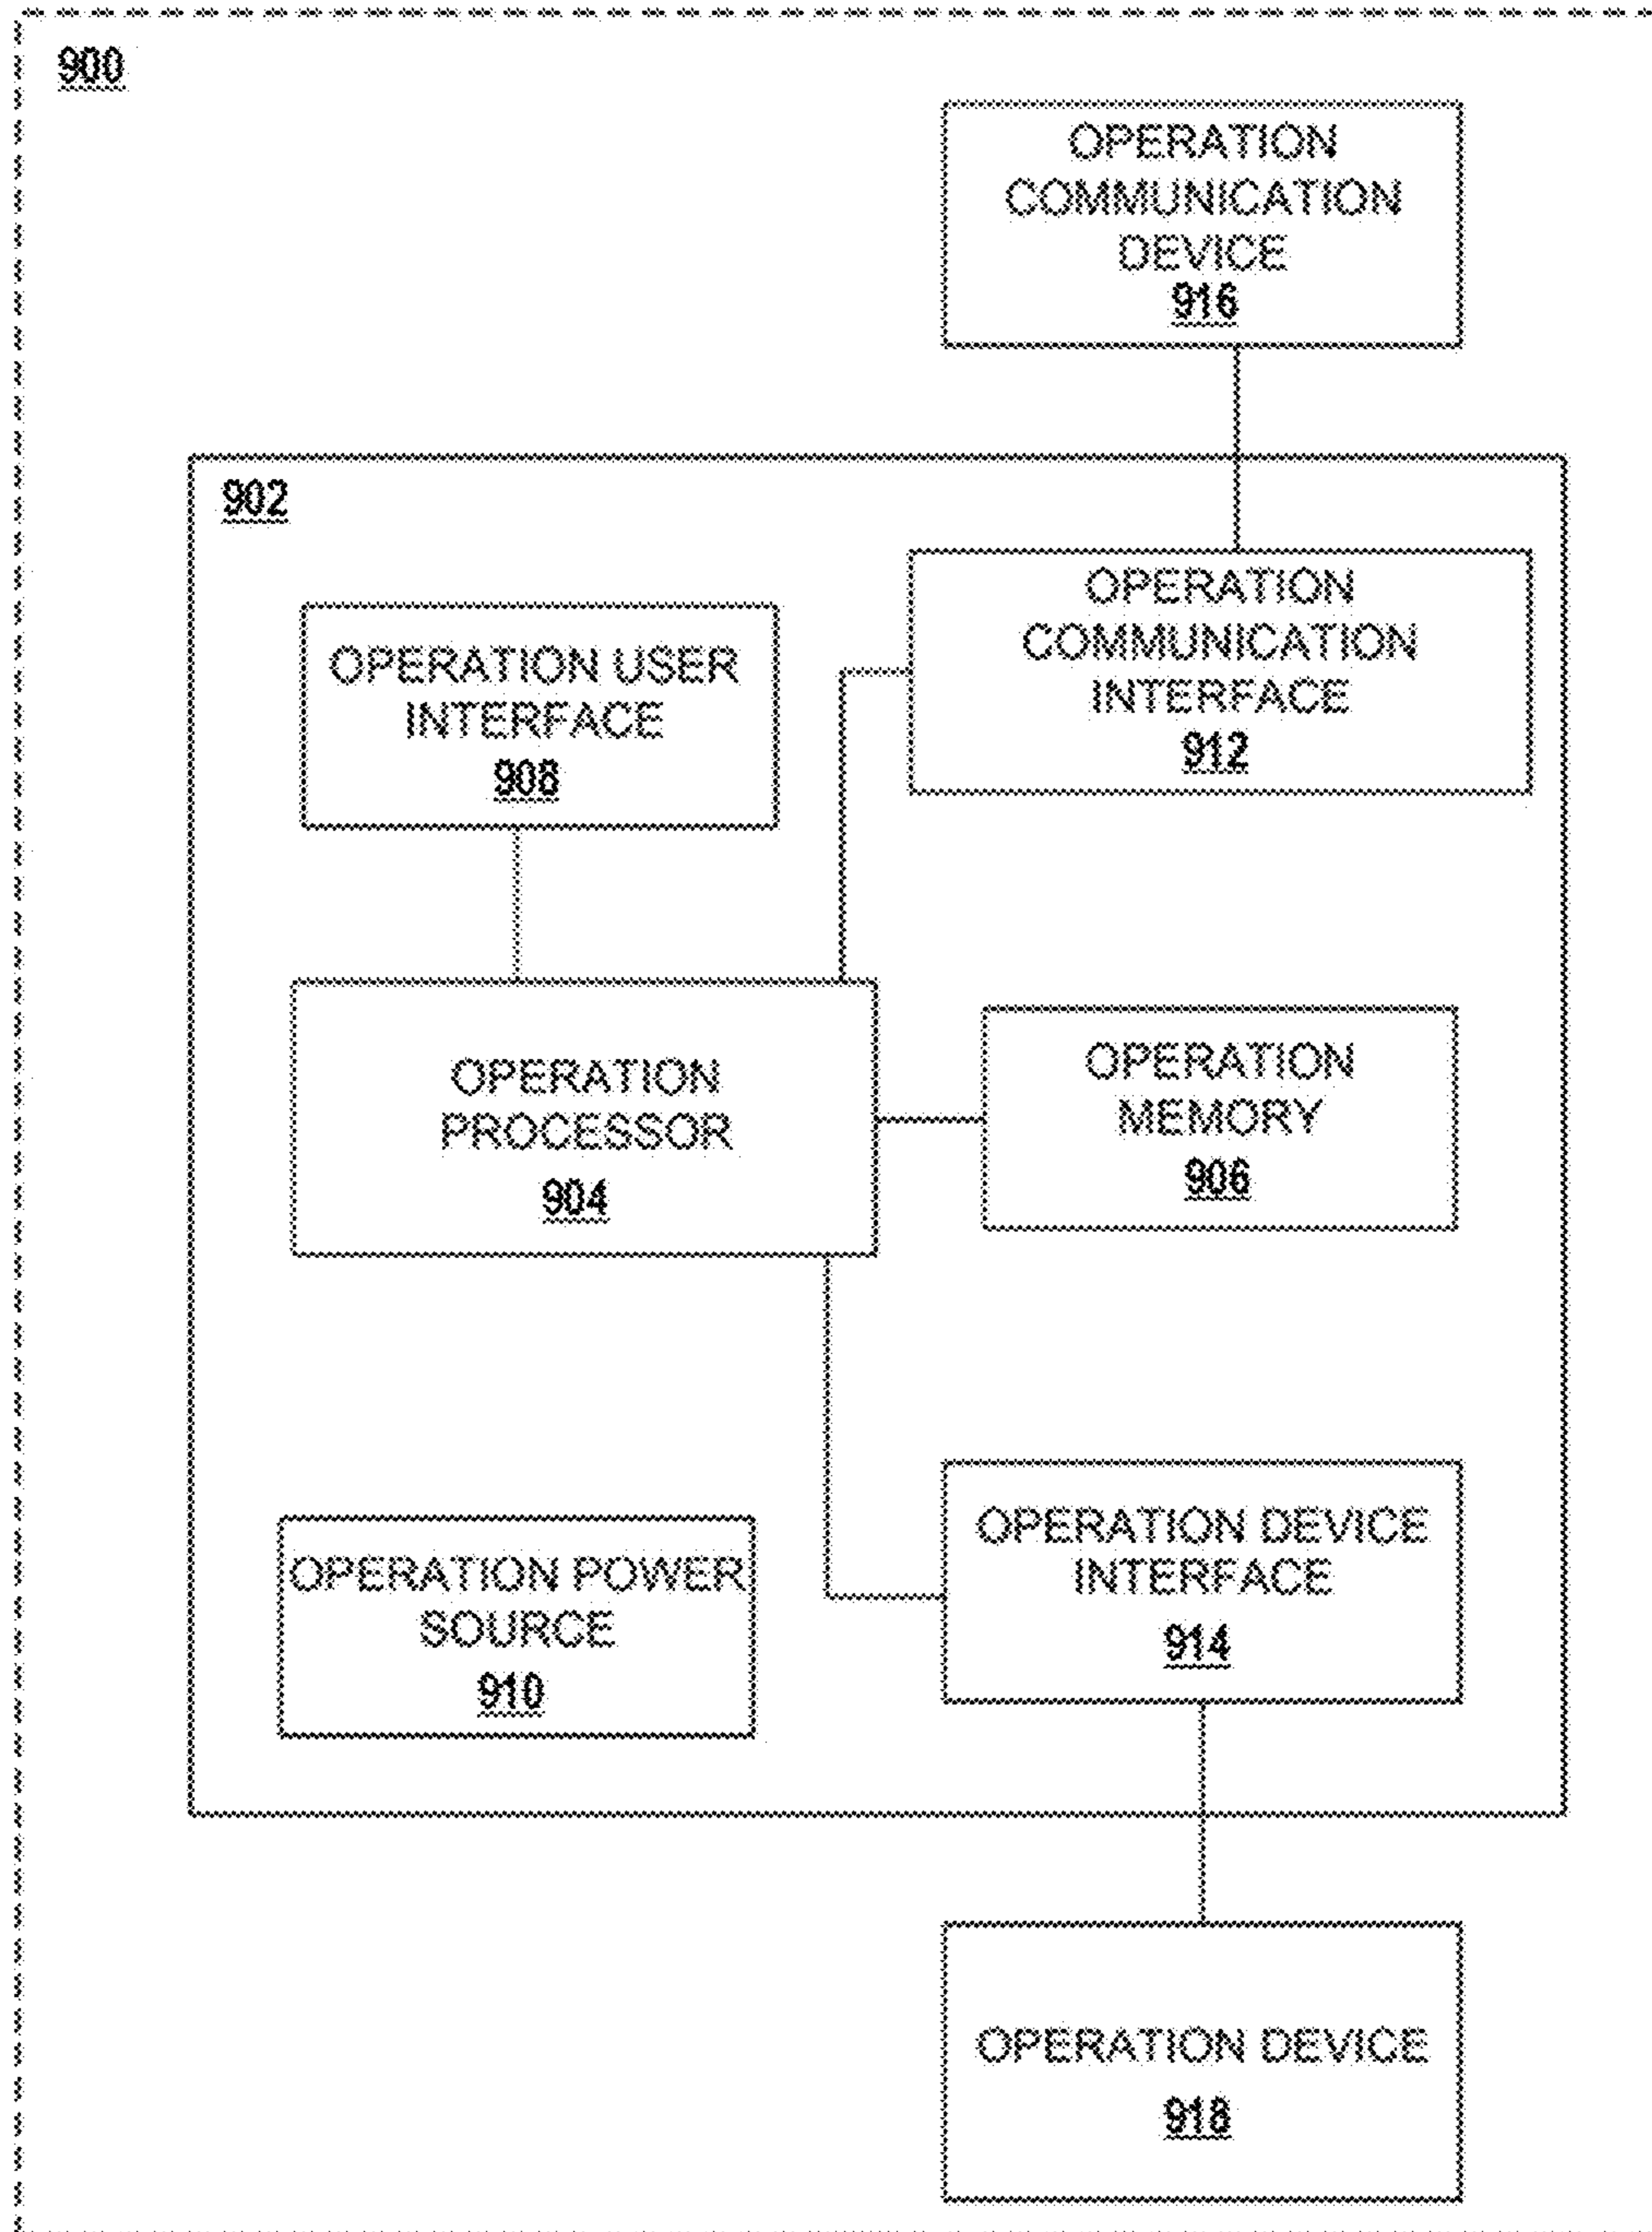 900
OPERATION
COMMUNICATION
DEVICE
916
902
OPERATION USER
INTERFACE
908
OPERATION
COMMUNICATION
INTERFACE
912
OPERATION
PROCESSOR
904
OPERATION
MEMORY
906
OPERATION POWER
SOURCE
910
OPERATION DEVICE
INTERFACE
914
OPERATION DEVICE
918